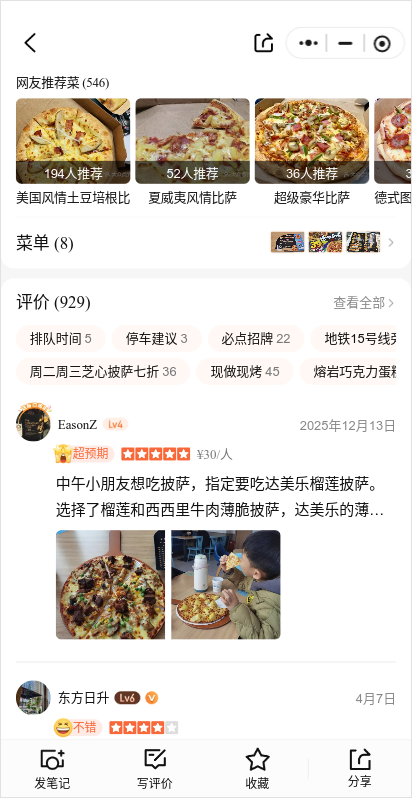 网友推荐菜 (546)
194人推荐
52人推荐
36人推荐
3
美国风情土豆培根比
夏威夷风情比萨
超级豪华比萨
德式图
菜单 (8)
评价 (929)
查看全部
排队时间 5
停车建议 3
必点招牌 22
地铁15号线旁
周二周三芝心披萨七折 36
现做现烤 45
熔岩巧克力蛋糕
EasonZ Lv4
2025年12月13日
超预期 ¥30/人
中午小朋友想吃披萨，指定要吃达美乐榴莲披萨。
选择了榴莲和西西里牛肉薄脆披萨，达美乐的薄…
东方日升 Lv6
4月7日
不错
发笔记
写评价
收藏
分享